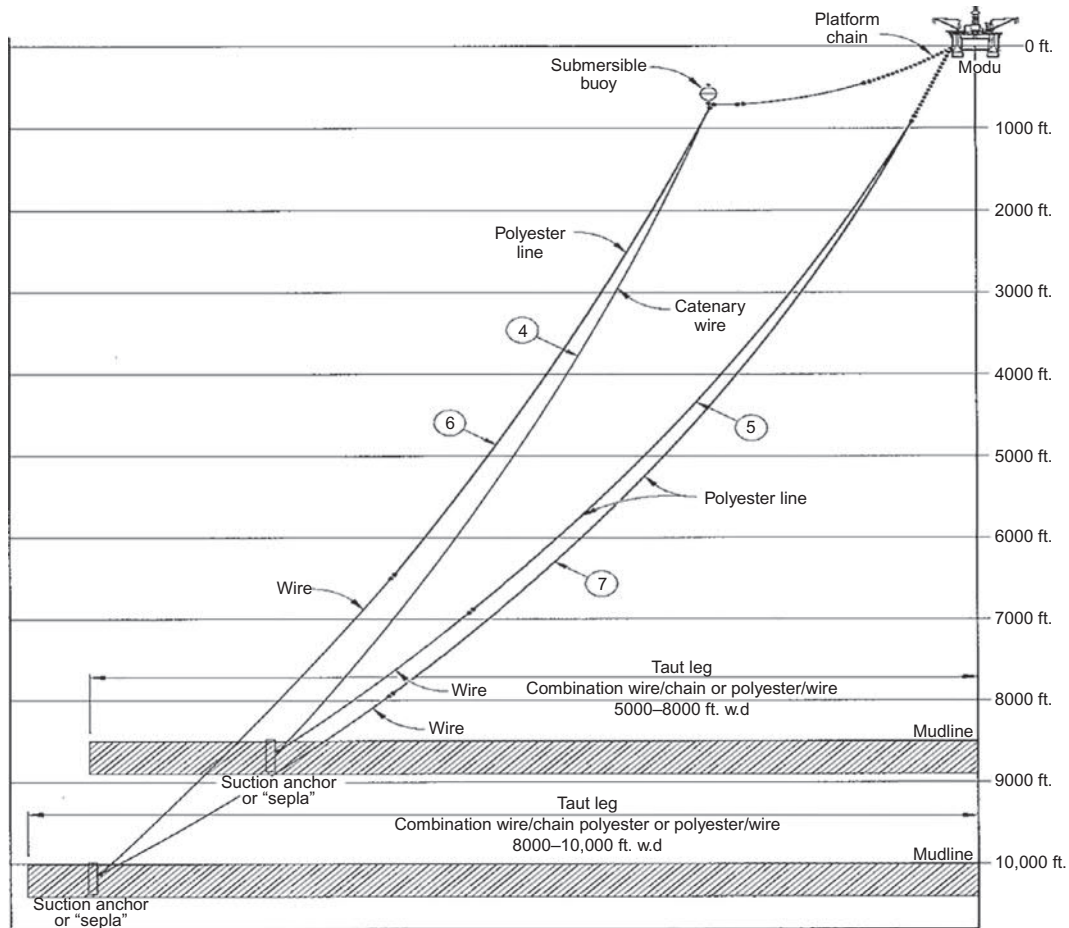 Platform
chain
0 ft.
Modu
Submersible
buoy
1000 ft.
2000 ft.
Polyester
line
3000 ft.
Catenary
wire
4
4000 ft.
6
5
5000 ft.
Polyester line
6000 ft.
Wire
7
7000 ft.
Taut leg
Wire
Combination wire/chain or polyester/wire
8000 ft.
5000–8000 ft. w.d
Wire
Mudline
Suction anchor
or “sepla”
9000 ft.
Taut leg
Combination wire/chain polyester or polyester/wire
8000–10,000 ft. w.d
Mudline
10,000 ft.
Suction anchor
or “sepla”